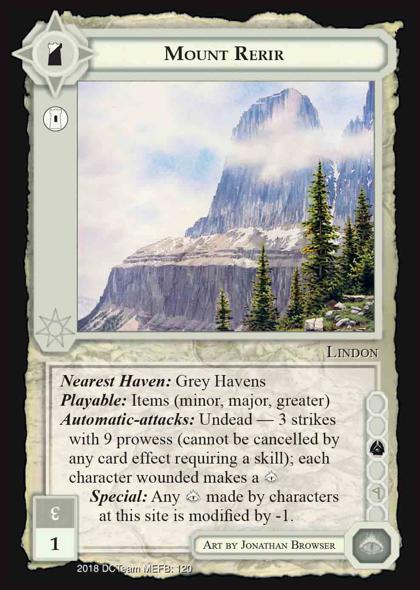 MOUNT RERIR
LINDON
Nearest Haven: Grey Havens
Playable: Items (minor, major, greater)
Automatic-attacks: Undead — 3 strikes
with 9 prowess (cannot be cancelled by
any card effect requiring a skill); each
character wounded makes a
Special: Any made by characters
at this site is modified by -1.
ε
1
ART BY JONATHAN BROWSER
2018 DCTeam MEFB: 120